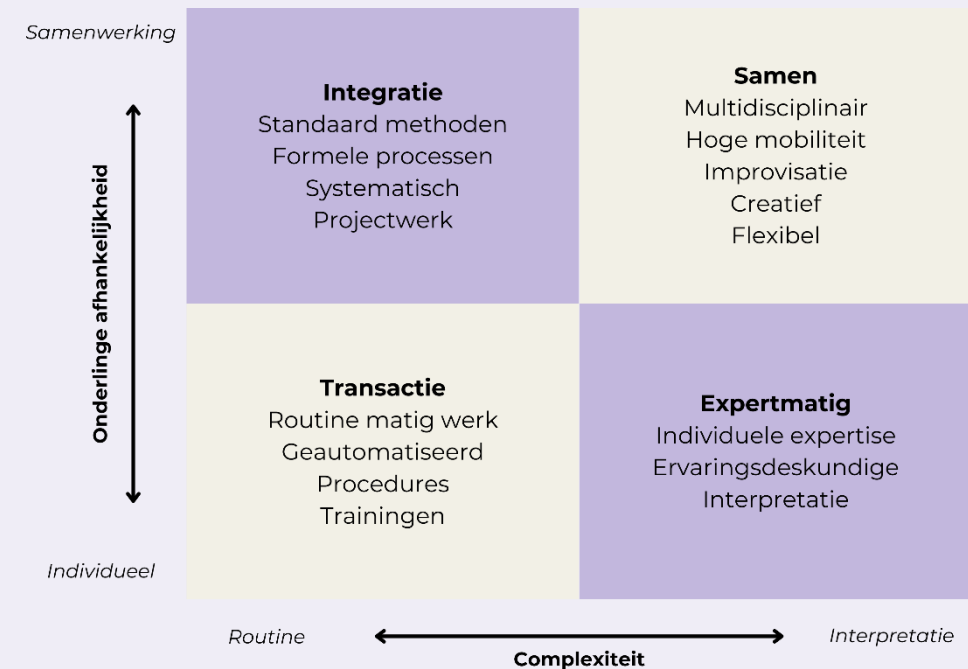 Samenwerking
Onderlinge afhankelijkheid
Individueel
Integratie
Standaard methoden
Formele processen
Systematisch
Projectwerk
Samen
Multidisciplinair
Hoge mobiliteit
Improvisatie
Creatief
Flexibel
Transactie
Routine matig werk
Geautomatiseerd
Procedures
Trainingen
Expertmatig
Individuele expertise
Ervaringsdeskundige
Interpretatie
Routine
Interpretatie
Complexiteit